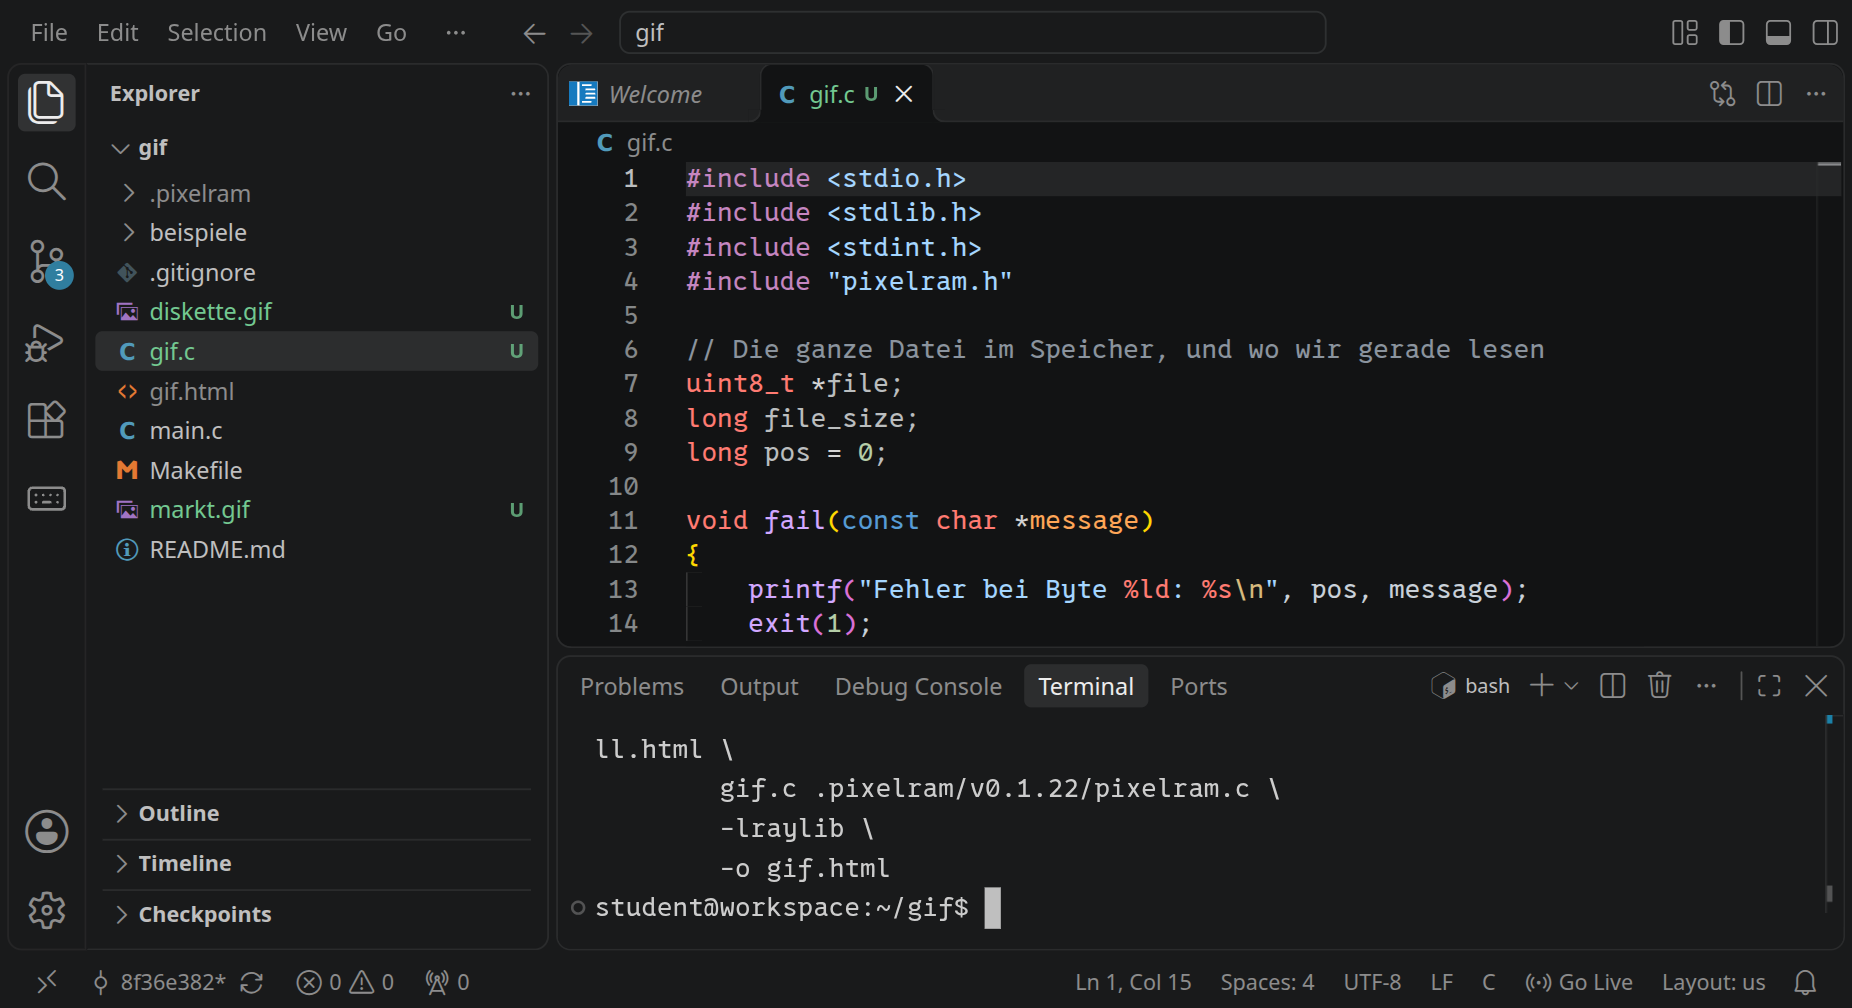 File Edit Selection View Go ···
gif
Explorer ···
gif
.pixelram
beispiele
.gitignore
diskette.gif U
gif.c U
gif.html
main.c
Makefile
markt.gif U
README.md
Outline
Timeline
Checkpoints
3
Welcome
C gif.c U
C gif.c
1 #include <stdio.h>
2 #include <stdlib.h>
3 #include <stdint.h>
4 #include "pixelram.h"
5
6 // Die ganze Datei im Speicher, und wo wir gerade lesen
7 uint8_t *file;
8 long file_size;
9 long pos = 0;
10
11 void fail(const char *message)
12 {
13 printf("Fehler bei Byte %ld: %s\n", pos, message);
14 exit(1);
Problems Output Debug Console Terminal Ports bash
ll.html \
gif.c .pixelram/v0.1.22/pixelram.c \
-lraylib \
-o gif.html
student@workspace:~/gif$
8f36e382* 0 0 0 Ln 1, Col 15 Spaces: 4 UTF-8 LF C Go Live Layout: us